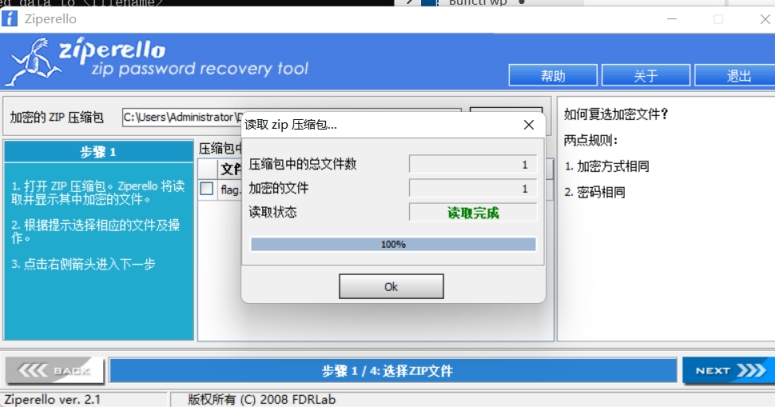 Ziperello
ziperello
zip password recovery tool
帮助
关于
退出
加密的 ZIP 压缩包
C:\Users\Administrator\D
读取 zip 压缩包...
压缩包中的总文件数
1
加密的文件
1
读取状态
读取完成
100%
Ok
步骤 1
1. 打开 ZIP 压缩包。Ziperello 将读
取并显示其中加密的文件。
2. 根据提示选择相应的文件及操
作。
3. 点击右侧箭头进入下一步
压缩包中
文件
flag.
如何复选加密文件?
两点规则:
1. 加密方式相同
2. 密码相同
BACK
步骤 1 / 4: 选择ZIP文件
NEXT
Ziperello ver. 2.1
版权所有 (C) 2008 FDRLab